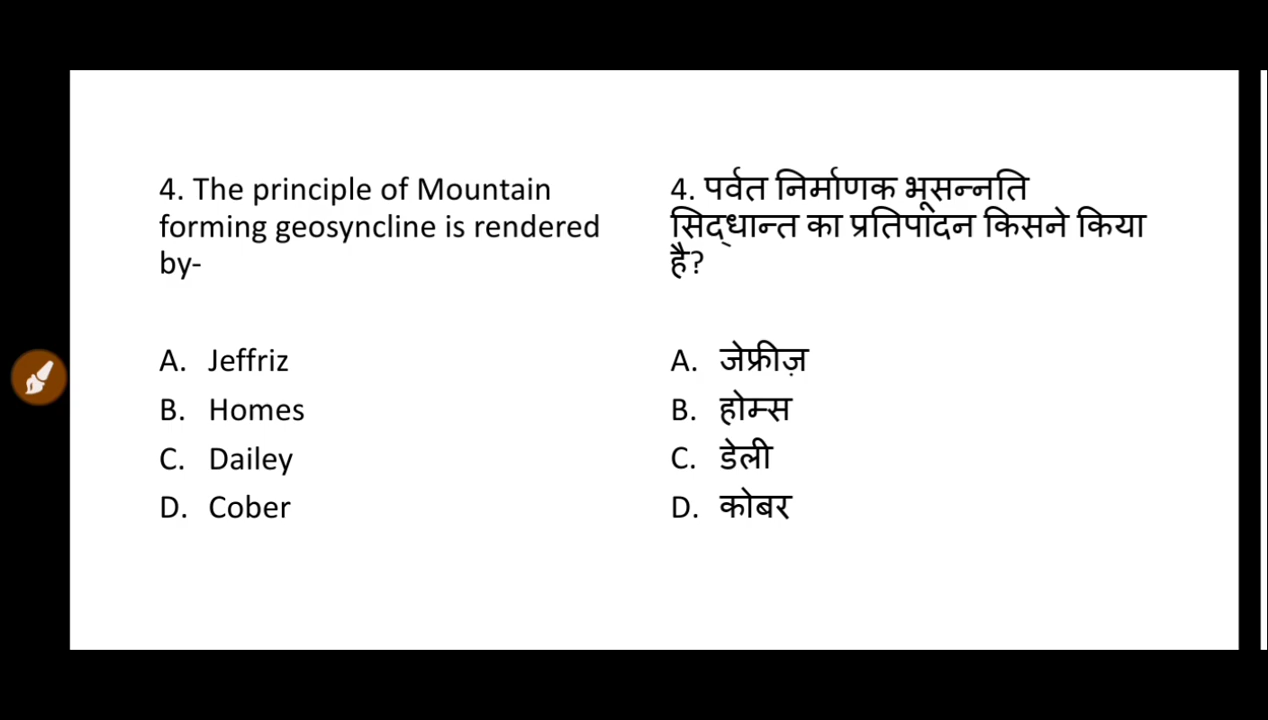 4. The principle of Mountain
forming geosyncline is rendered
by-
A. Jeffriz
B. Homes
C. Dailey
D. Cober
4. पर्वत निर्माणक भूसन्नति
सिद्धान्त का प्रतिपादन किसने किया
है?
A. जेफ्रीज़
B. होम्स
C. डेली
D. कोबर